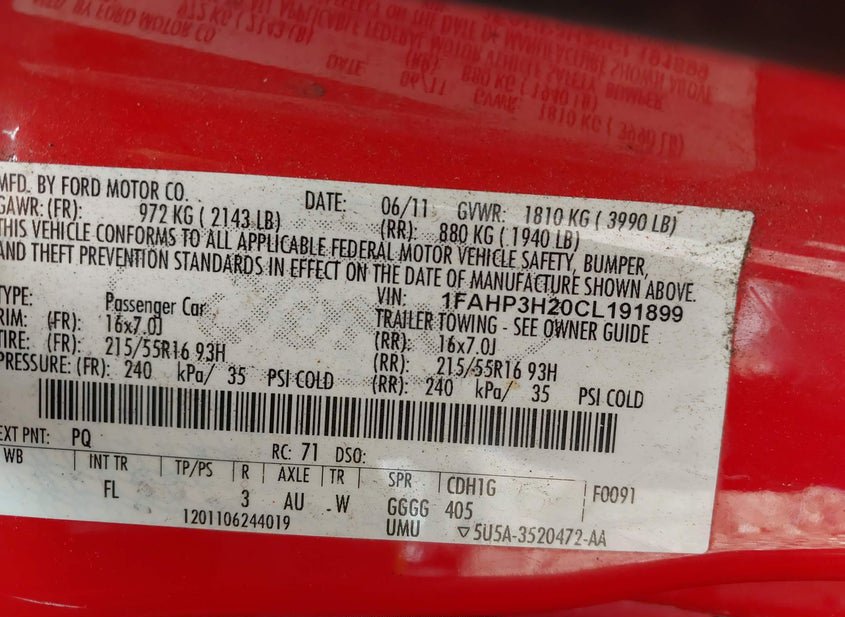 MFD. BY FORD MOTOR CO. DATE: 06/11 GVWR: 1810 KG ( 3990 LB)
GAWR: (FR): 972 KG ( 2143 LB) (RR): 880 KG ( 1940 LB)
THIS VEHICLE CONFORMS TO ALL APPLICABLE FEDERAL MOTOR VEHICLE SAFETY, BUMPER,
AND THEFT PREVENTION STANDARDS IN EFFECT ON THE DATE OF MANUFACTURE SHOWN ABOVE.
VIN: 1FAHP3H20CL191899
TYPE: Passenger Car TRAILER TOWING - SEE OWNER GUIDE
RIM: (FR): 16x7.0J (RR): 16x7.0J
TIRE: (FR): 215/55R16 93H (RR): 215/55R16 93H
PRESSURE: (FR): 240 kPa/ 35 PSI COLD (RR): 240 kPa/ 35 PSI COLD
EXT PNT: PQ RC: 71 DSO:
WB INT TR TP/PS R AXLE TR SPR CDH1G F0091
FL 3 AU W GGGG 405
1201106244019 UMU ▽5U5A-3520472-AA